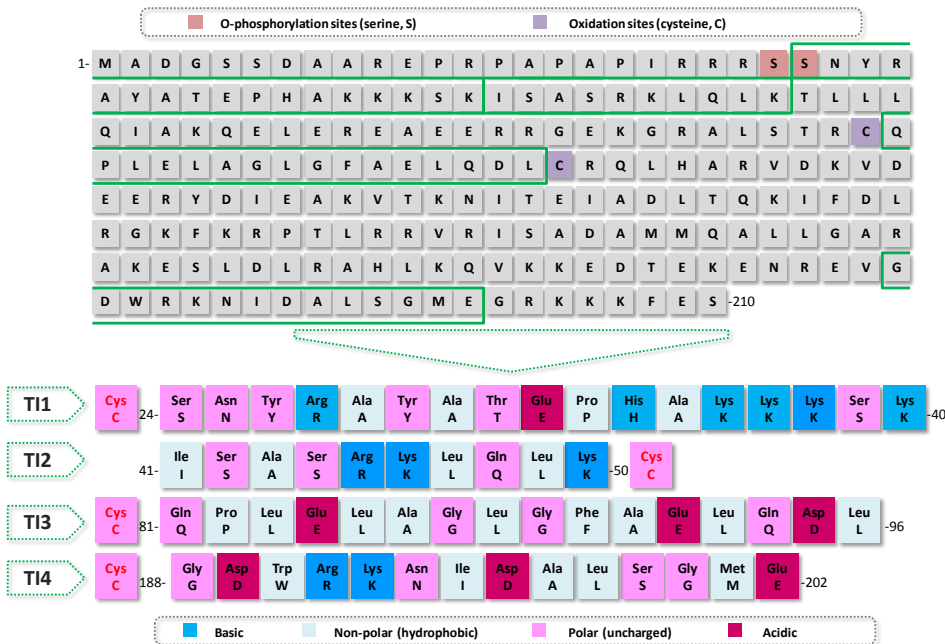 O-phosphorylation sites (serine, S) Oxidation sites (cysteine, C)
1- M A D G S S D A A R E P R P A P A P I R R R S S N Y R
A Y A T E P H A K K K S K I S A S R K L Q L K T L L L
Q I A K Q E L E R E A E E R R G E K G R A L S T R C Q
P L E L A G L G F A E L Q D L C R Q L H A R V D K V D
E E R Y D I E A K V T K N I T E I A D L T Q K I F D L
R G K F K R P T L R R V R I S A D A M M Q A L L G A R
A K E S L D L R A H L K Q V K K E D T E K E N R E V G
D W R K N I D A L S G M E G R K K K F E S -210
Cys Ser Asn Tyr Arg Ala Tyr Ala Thr Glu Pro His Ala Lys Lys Lys Ser Lys
TI1 C 24- S N Y R A Y A T E P H A K K K S K -40
Ile Ser Ala Ser Arg Lys Leu Gln Leu Lys Cys
TI2 41- I S A S R K L Q L K -50 C
Cys Gln Pro Leu Glu Leu Ala Gly Leu Gly Phe Ala Glu Leu Gln Asp Leu
TI3 C 81- Q P L E L A G L G F A E L Q D L -96
Cys Gly Asp Trp Arg Lys Asn Ile Asp Ala Leu Ser Gly Met Glu
TI4 C 188- G D W R K N I D A L S G M E -202
Basic Non-polar (hydrophobic) Polar (uncharged) Acidic